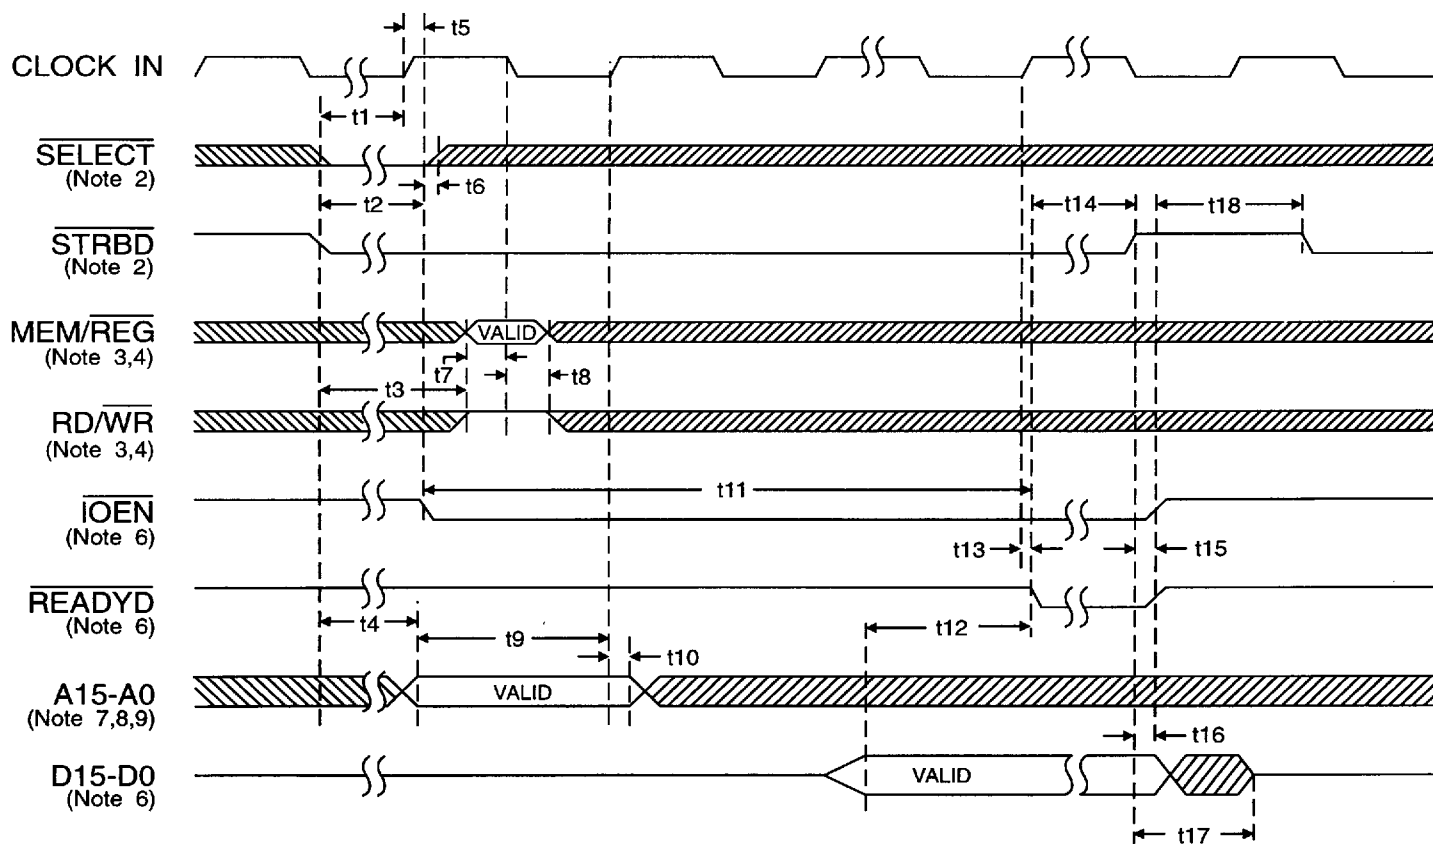 t5
CLOCK IN
t1
SELECT
(Note 2)
t6
t2
t14
t18
STRBD
(Note 2)
MEM/REG
(Note 3,4)
VALID
t7
t8
t3
RD/WR
(Note 3,4)
t11
IOEN
(Note 6)
t13
t15
READYD
(Note 6)
t4
t9
t12
t10
A15-A0
(Note 7,8,9)
VALID
t16
D15-D0
(Note 6)
VALID
t17